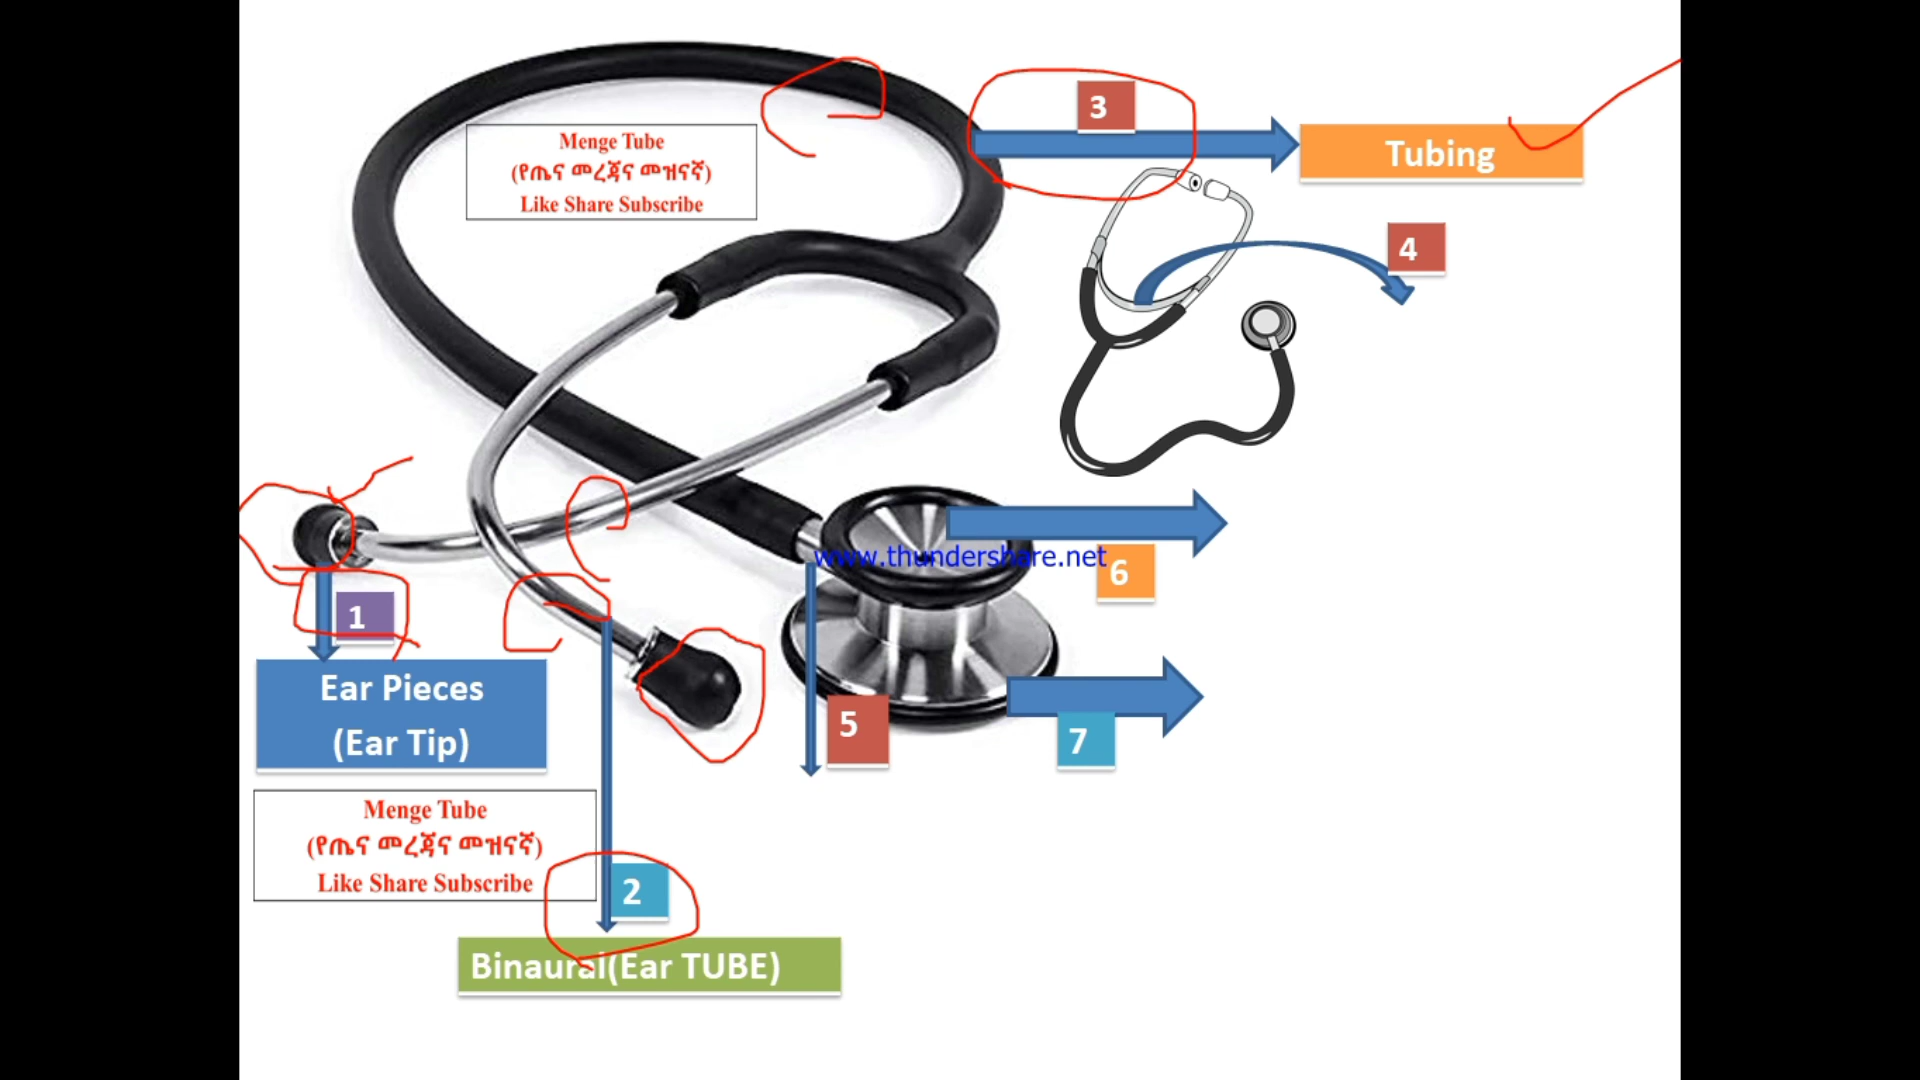 3
Tubing
Menge Tube
(የጤና መረጃና መዝናኛ)
Like Share Subscribe
4
www.thundershare.net
6
1
Ear Pieces
(Ear Tip)
5
7
Menge Tube
(የጤና መረጃና መዝናኛ)
Like Share Subscribe
2
Binaural(Ear TUBE)